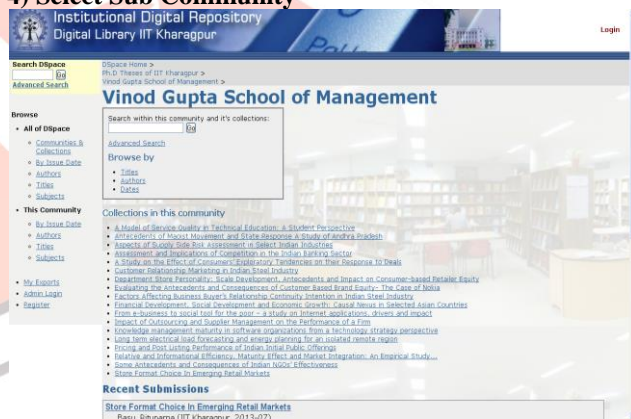 4) Select Sub Community
Institutional Digital Repository
Digital Library IIT Kharagpur
Login
Search DSpace
Go
Advanced Search
Browse
All of DSpace
Communities & Collections
By Issue Date
Authors
Titles
Subjects
This Community
By Issue Date
Authors
Titles
Subjects
My Exports
Admin Login
Register
DSpace Home >
Ph.D Theses of IIT Kharagpur >
Vinod Gupta School of Management >
Vinod Gupta School of Management
Search within this community and it's collections:
Go
Advanced Search
Browse by
Titles
Authors
Dates
Collections in this community
A Model of Service Quality in Technical Education: A Student Perspective
Antecedents of Maoist Movement and State Response A Study of Andhra Pradesh
Aspects of Supply Side Risk Assessment in Select Indian Industries
Assessment and Implications of Competition in the Indian Banking Sector
A Study on the Effect of Consumers' Exploratory Tendencies on their Response to Deals
Customer Relationship Marketing in Indian Steel Industry
Department Store Personality: Scale Development, Antecedents and Impact on Consumer-based Retailer Equity
Evaluating the Antecedents and Consequences of Customer Based Brand Equity- The Case of Nokia
Factors Affecting Business Buyer's Relationship Continuity Intention in Indian Steel Industry
Financial Development, Social Development and Economic Growth: Causal Nexus in Selected Asian Countries
From e-business to social tool for the poor - a study on Internet applications, drivers and impact
Impact of Outsourcing and Supplier Management on the Performance of a Firm
Knowledge management maturity in software organizations from a technology strategy perspective
Long term electrical load forecasting and energy planning for an isolated remote region
Pricing and Post Listing Performance of Indian Initial Public Offerings
Relative and Informational Efficiency, Maturity Effect and Market Integration: An Empirical Study...
Some Antecedents and Consequences of Indian NGOs' Effectiveness
Store Format Choice In Emerging Retail Markets
Recent Submissions
Store Format Choice In Emerging Retail Markets
Basu, Rituparna (IIT Kharagpur, 2013-07)